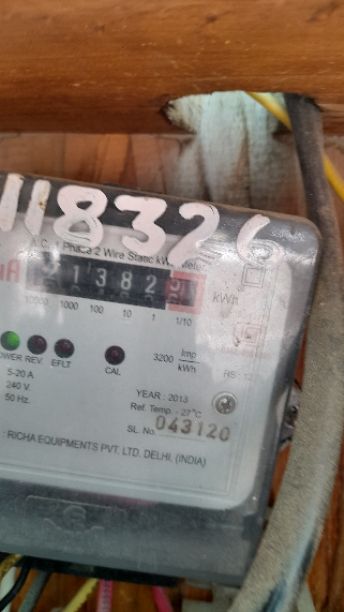 118326
A.C. 1 Phase 2 Wire Static kWh Meter
13823
kWh
10000 1000 100 10 1 1/10
POWER REV. EFLT CAL
3200 Imp/kWh
5-20 A
240 V.
50 Hz.
YEAR : 2013
Ref. Temp. - 27°C
SL. No. 043120
: RICHA EQUIPMENTS PVT. LTD. DELHI, (INDIA)